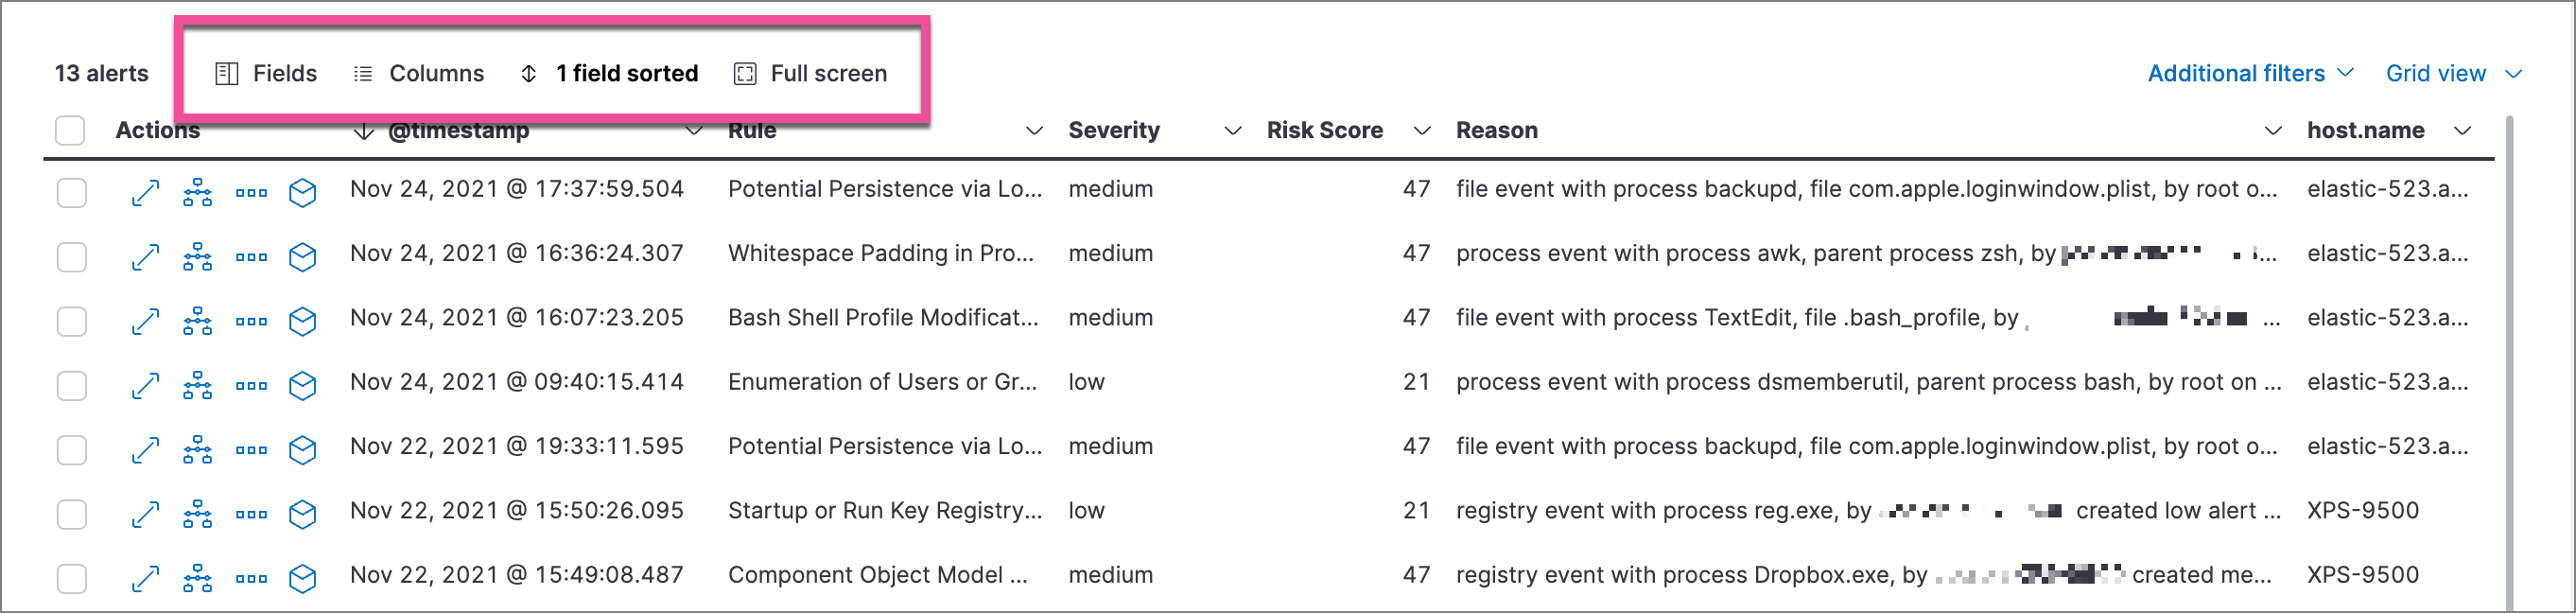 13 alerts Fields Columns 1 field sorted Full screen Additional filters Grid view
Actions @timestamp Rule Severity Risk Score Reason host.name
Nov 24, 2021 @ 17:37:59.504 Potential Persistence via Lo... medium 47 file event with process backupd, file com.apple.loginwindow.plist, by root o... elastic-523.a...
Nov 24, 2021 @ 16:36:24.307 Whitespace Padding in Pro... medium 47 process event with process awk, parent process zsh, by ... elastic-523.a...
Nov 24, 2021 @ 16:07:23.205 Bash Shell Profile Modificat... medium 47 file event with process TextEdit, file .bash_profile, by ... elastic-523.a...
Nov 24, 2021 @ 09:40:15.414 Enumeration of Users or Gr... low 21 process event with process dsmemberutil, parent process bash, by root on ... elastic-523.a...
Nov 22, 2021 @ 19:33:11.595 Potential Persistence via Lo... medium 47 file event with process backupd, file com.apple.loginwindow.plist, by root o... elastic-523.a...
Nov 22, 2021 @ 15:50:26.095 Startup or Run Key Registry... low 21 registry event with process reg.exe, by created low alert ... XPS-9500
Nov 22, 2021 @ 15:49:08.487 Component Object Model ... medium 47 registry event with process Dropbox.exe, by created me... XPS-9500